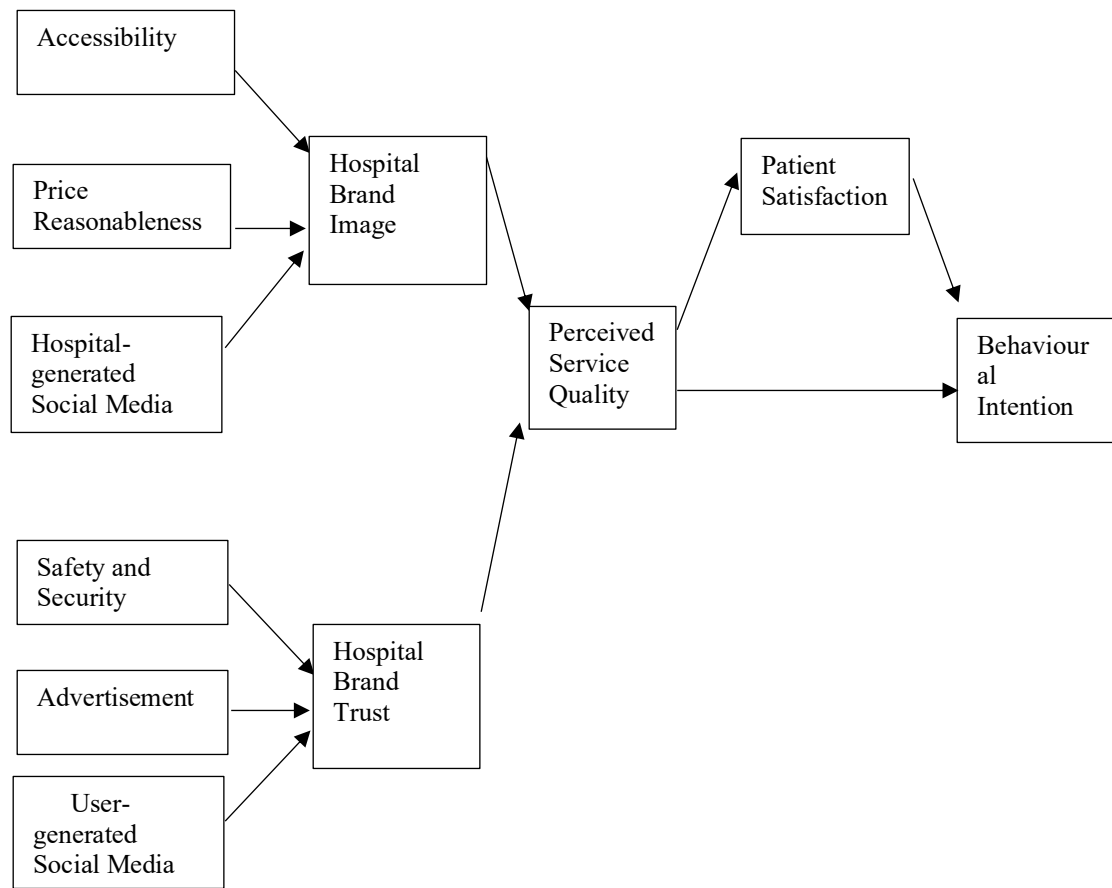 Accessibility
Price
Reasonableness
Hospital-
generated
Social Media
Hospital
Brand
Image
Perceived
Service
Quality
Patient
Satisfaction
Behaviour
al
Intention
Safety and
Security
Advertisement
User-
generated
Social Media
Hospital
Brand
Trust